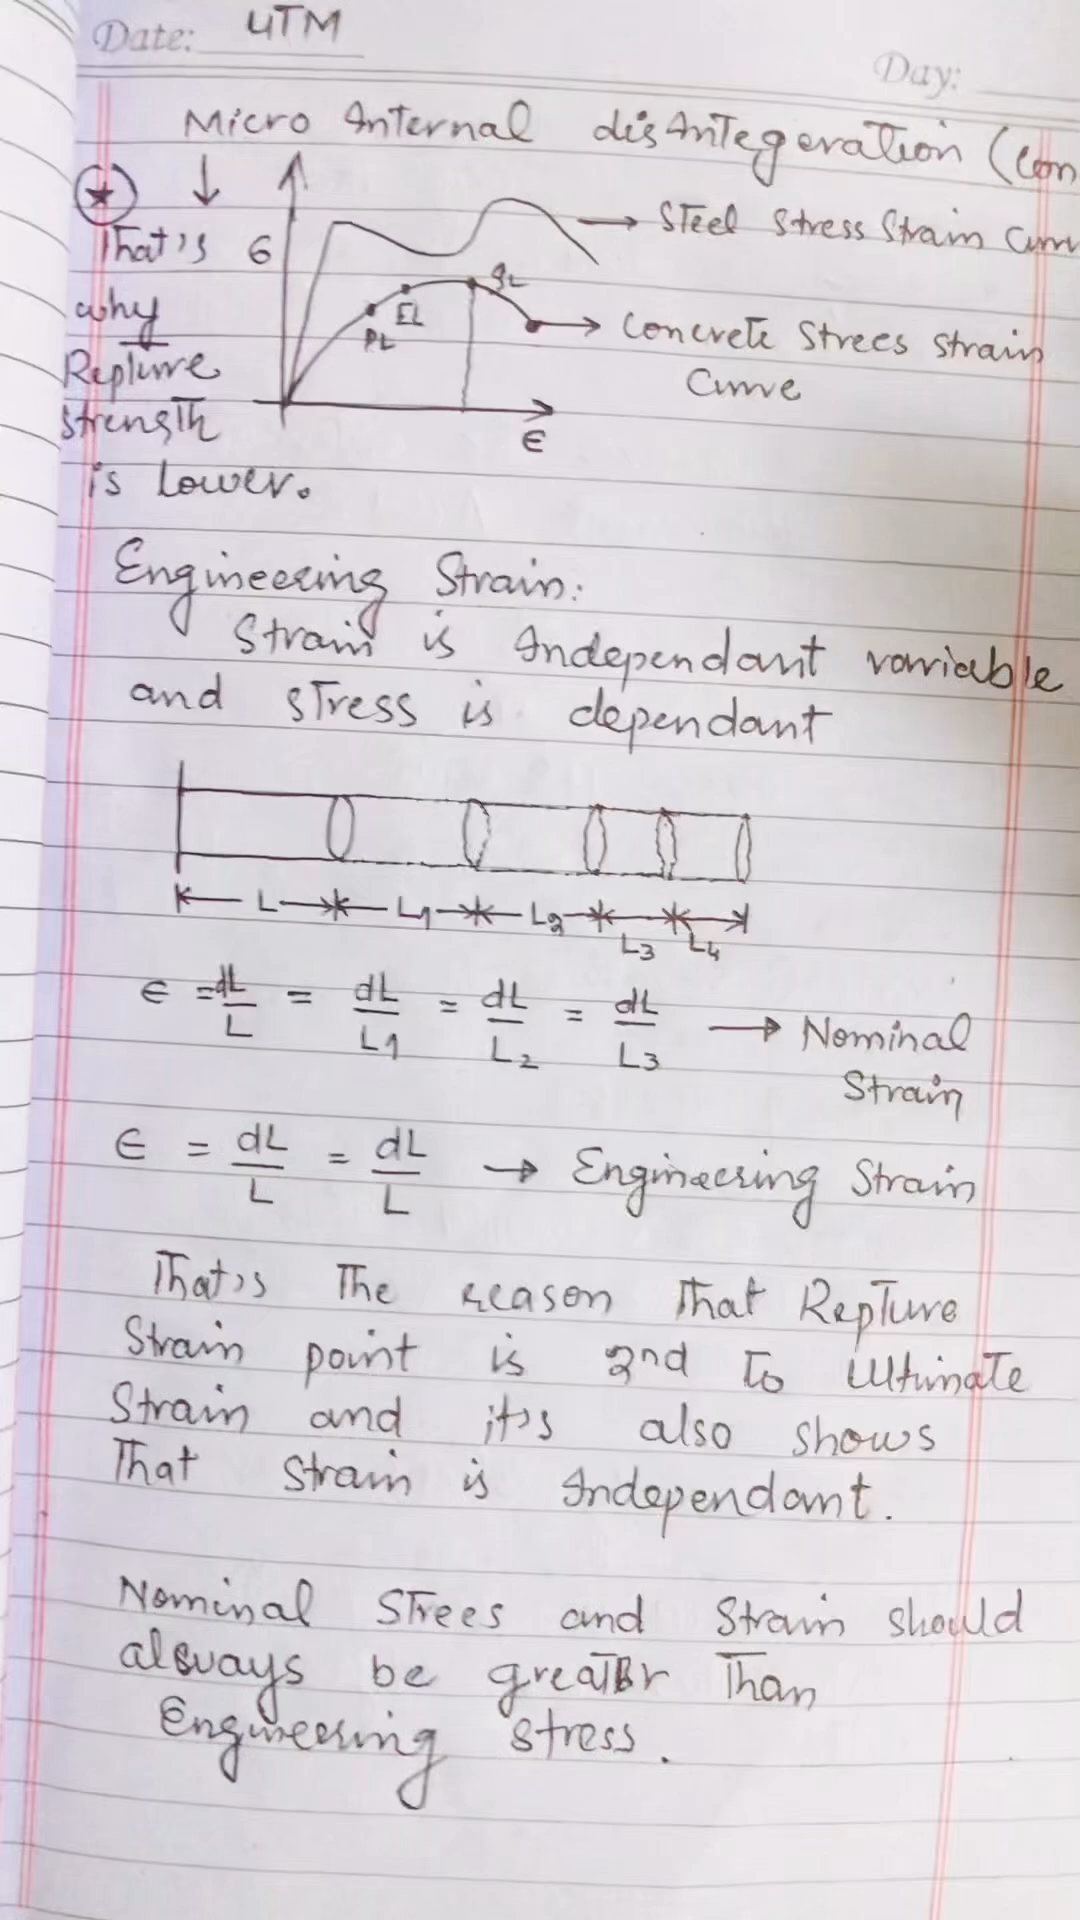 Date: UTM
Day:
Micro Internal disIntegeration (Con
★ ↓
That's 6 → Steel Stress Strain Curv
why PL EL QL → Concrete Strees strain
Repture Curve
strength ϵ
is Lower.
Engineering Strain:
Strain is Independant variable
and stress is dependant
L L1 L2 L3 L4
ϵ = dL/L = dL/L1 = dL/L2 = dL/L3 → Nominal
Strain
ϵ = dL/L = dL/L → Engineering Strain
That's The reason That Repture
Strain point is 2nd To Ultimate
Strain and it's also shows
That strain is Independant.
Nominal Strees and Strain should
always be greater Than
Engineering stress.